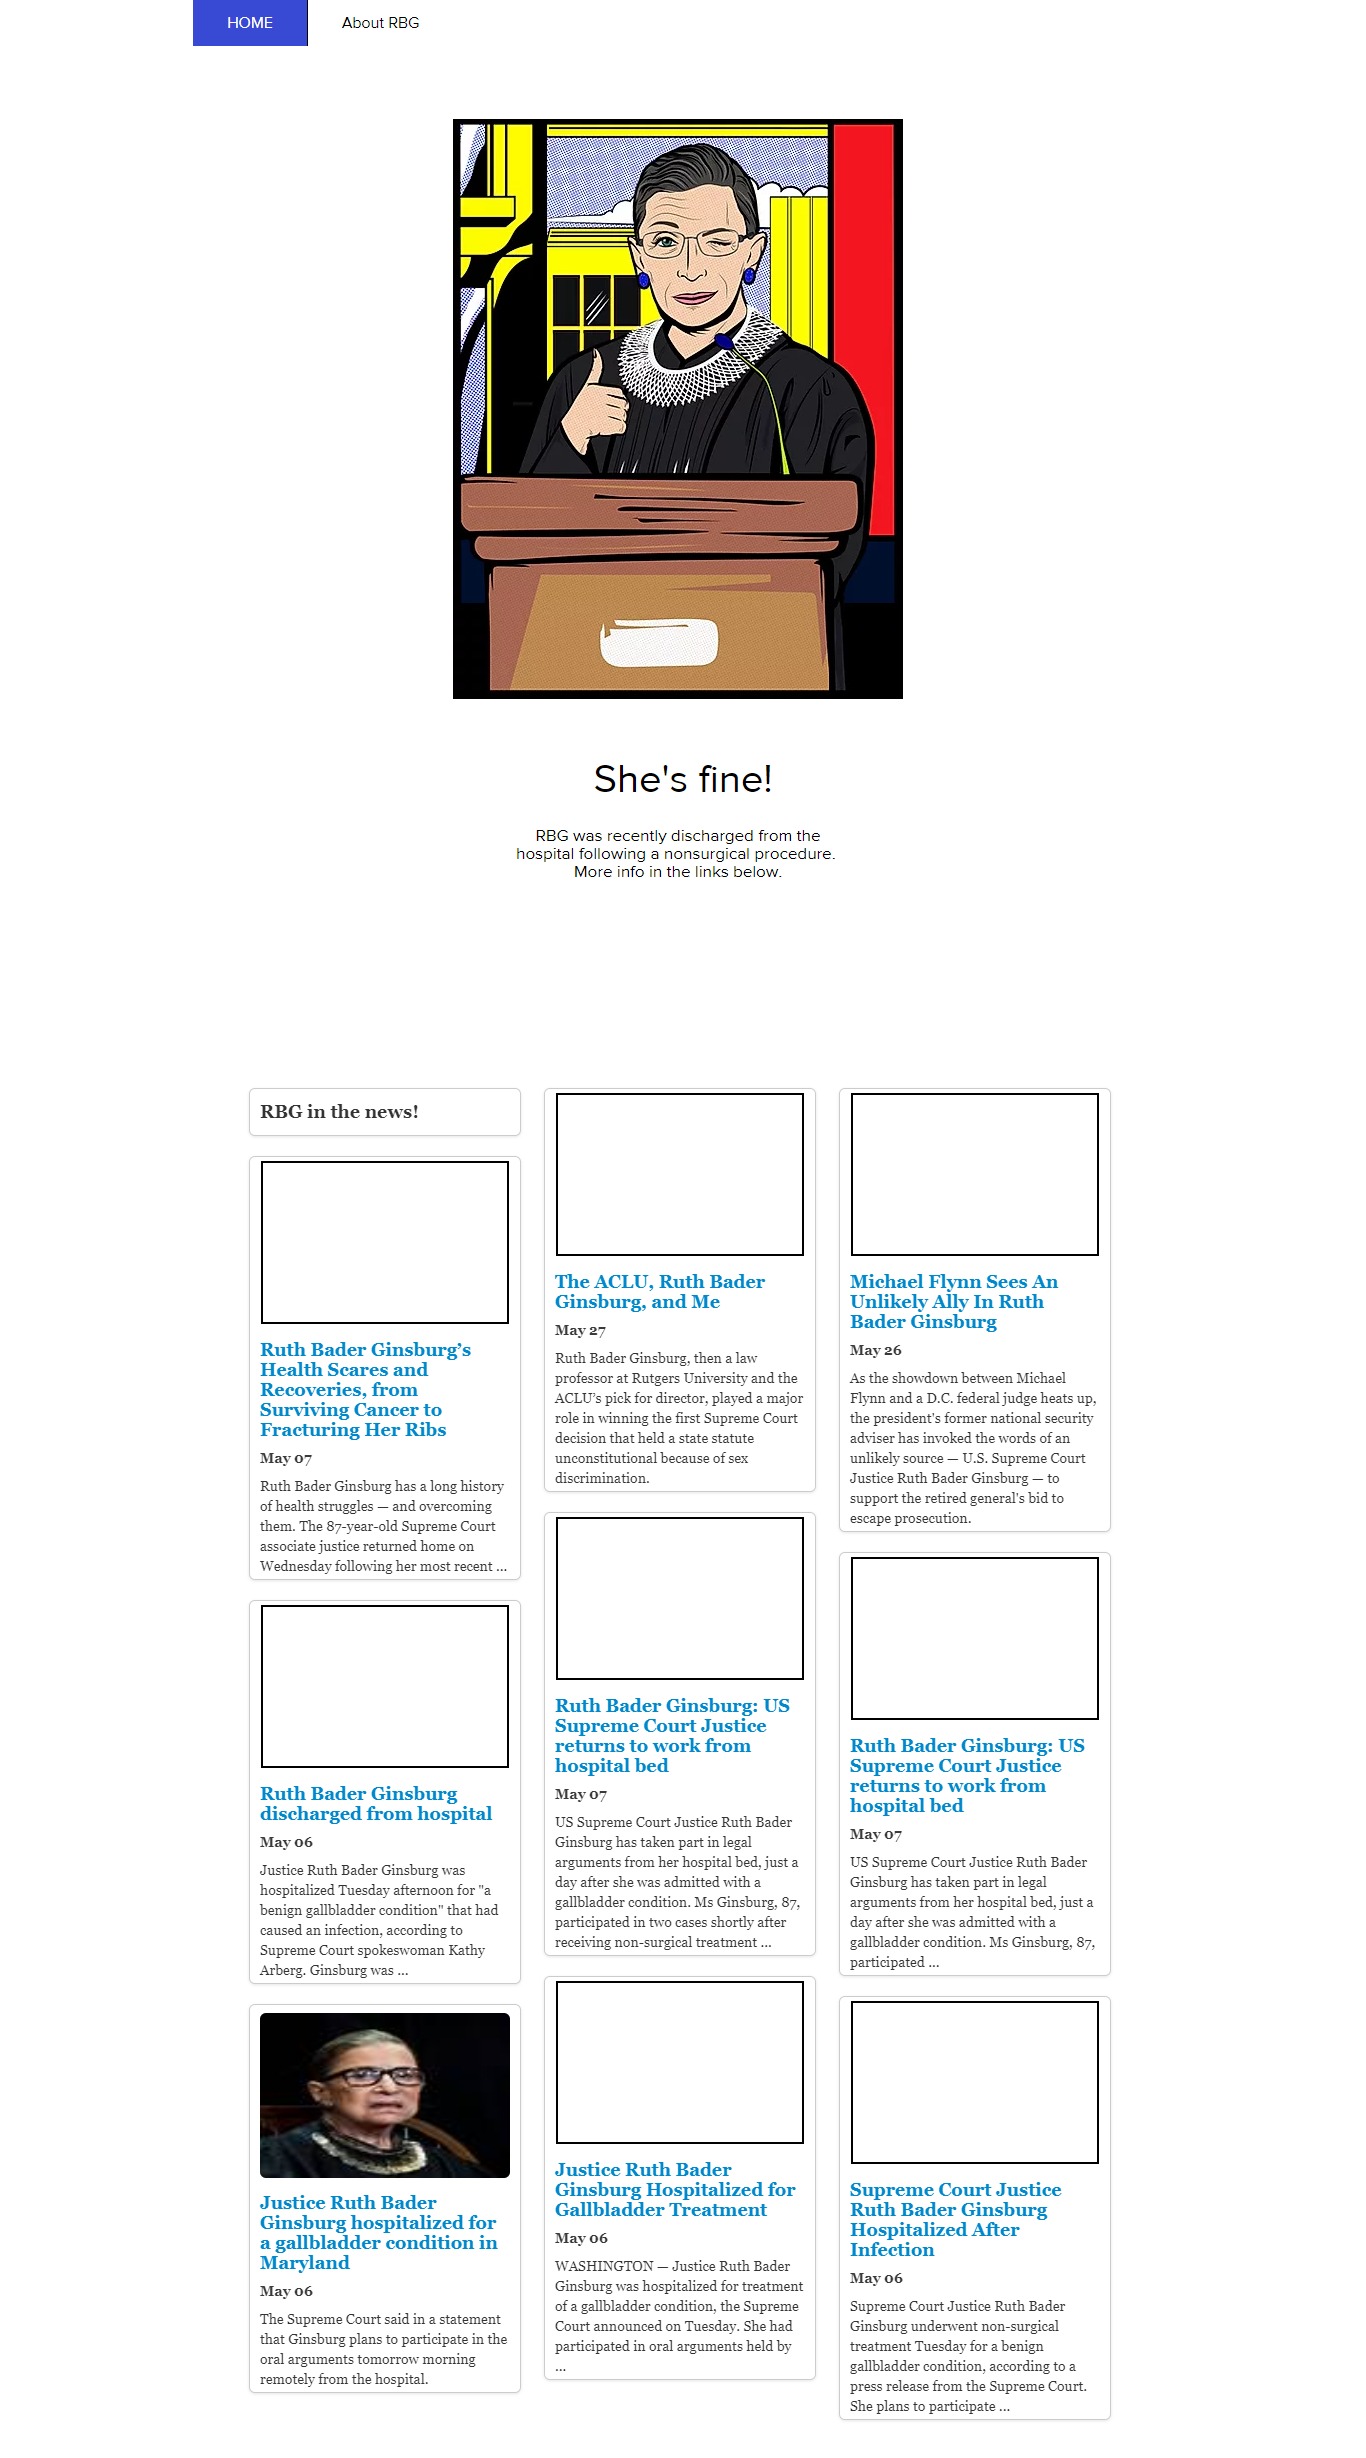 HOME
About RBG
She's fine!
RBG was recently discharged from the
hospital following a nonsurgical procedure.
More info in the links below.
RBG in the news!
Ruth Bader Ginsburg’s
Health Scares and
Recoveries, from
Surviving Cancer to
Fracturing Her Ribs
May 07
Ruth Bader Ginsburg has a long history
of health struggles — and overcoming
them. The 87-year-old Supreme Court
associate justice returned home on
Wednesday following her most recent ...
Ruth Bader Ginsburg
discharged from hospital
May 06
Justice Ruth Bader Ginsburg was
hospitalized Tuesday afternoon for "a
benign gallbladder condition" that had
caused an infection, according to
Supreme Court spokeswoman Kathy
Arberg. Ginsburg was ...
Justice Ruth Bader
Ginsburg hospitalized for
a gallbladder condition in
Maryland
May 06
The Supreme Court said in a statement
that Ginsburg plans to participate in the
oral arguments tomorrow morning
remotely from the hospital.
The ACLU, Ruth Bader
Ginsburg, and Me
May 27
Ruth Bader Ginsburg, then a law
professor at Rutgers University and the
ACLU’s pick for director, played a major
role in winning the first Supreme Court
decision that held a state statute
unconstitutional because of sex
discrimination.
Ruth Bader Ginsburg: US
Supreme Court Justice
returns to work from
hospital bed
May 07
US Supreme Court Justice Ruth Bader
Ginsburg has taken part in legal
arguments from her hospital bed, just a
day after she was admitted with a
gallbladder condition. Ms Ginsburg, 87,
participated in two cases shortly after
receiving non-surgical treatment ...
Justice Ruth Bader
Ginsburg Hospitalized for
Gallbladder Treatment
May 06
WASHINGTON — Justice Ruth Bader
Ginsburg was hospitalized for treatment
of a gallbladder condition, the Supreme
Court announced on Tuesday. She had
participated in oral arguments held by
...
Michael Flynn Sees An
Unlikely Ally In Ruth
Bader Ginsburg
May 26
As the showdown between Michael
Flynn and a D.C. federal judge heats up,
the president's former national security
adviser has invoked the words of an
unlikely source — U.S. Supreme Court
Justice Ruth Bader Ginsburg — to
support the retired general's bid to
escape prosecution.
Ruth Bader Ginsburg: US
Supreme Court Justice
returns to work from
hospital bed
May 07
US Supreme Court Justice Ruth Bader
Ginsburg has taken part in legal
arguments from her hospital bed, just a
day after she was admitted with a
gallbladder condition. Ms Ginsburg, 87,
participated ...
Supreme Court Justice
Ruth Bader Ginsburg
Hospitalized After
Infection
May 06
Supreme Court Justice Ruth Bader
Ginsburg underwent non-surgical
treatment Tuesday for a benign
gallbladder condition, according to a
press release from the Supreme Court.
She plans to participate ...